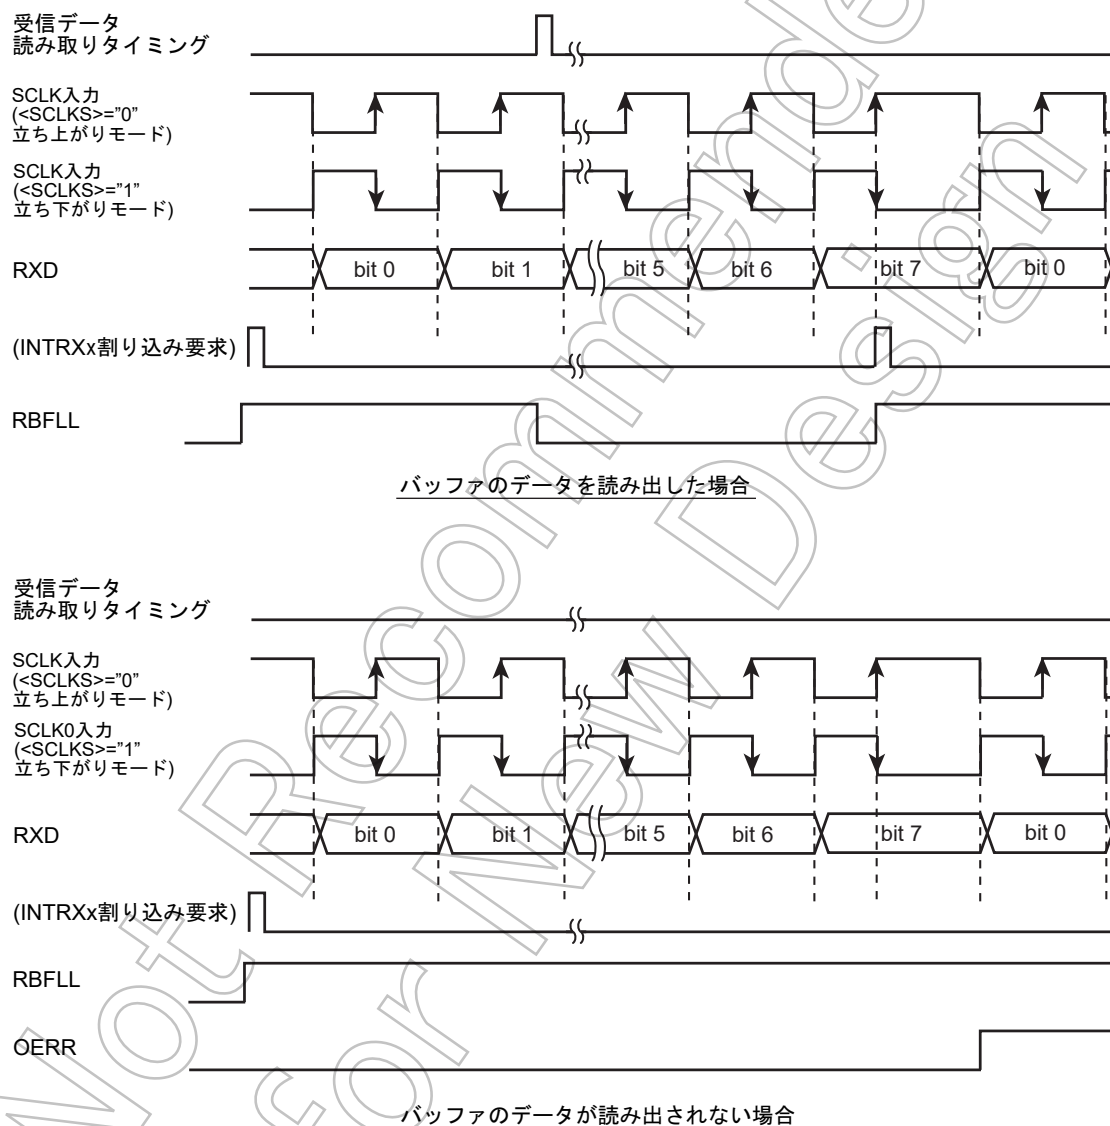 受信データ
読み取りタイミング
SCLK入力
(<SCLKS>="0"
立ち上がりモード)
SCLK入力
(<SCLKS>="1"
立ち下がりモード)
RXD
bit 0
bit 1
bit 5
bit 6
bit 7
bit 0
(INTRXx割り込み要求)
RBFLL
バッファのデータを読み出した場合
受信データ
読み取りタイミング
SCLK入力
(<SCLKS>="0"
立ち上がりモード)
SCLK0入力
(<SCLKS>="1"
立ち下がりモード)
RXD
bit 0
bit 1
bit 5
bit 6
bit 7
bit 0
(INTRXx割り込み要求)
RBFLL
OERR
バッファのデータが読み出されない場合
Not Recommended
for New Design